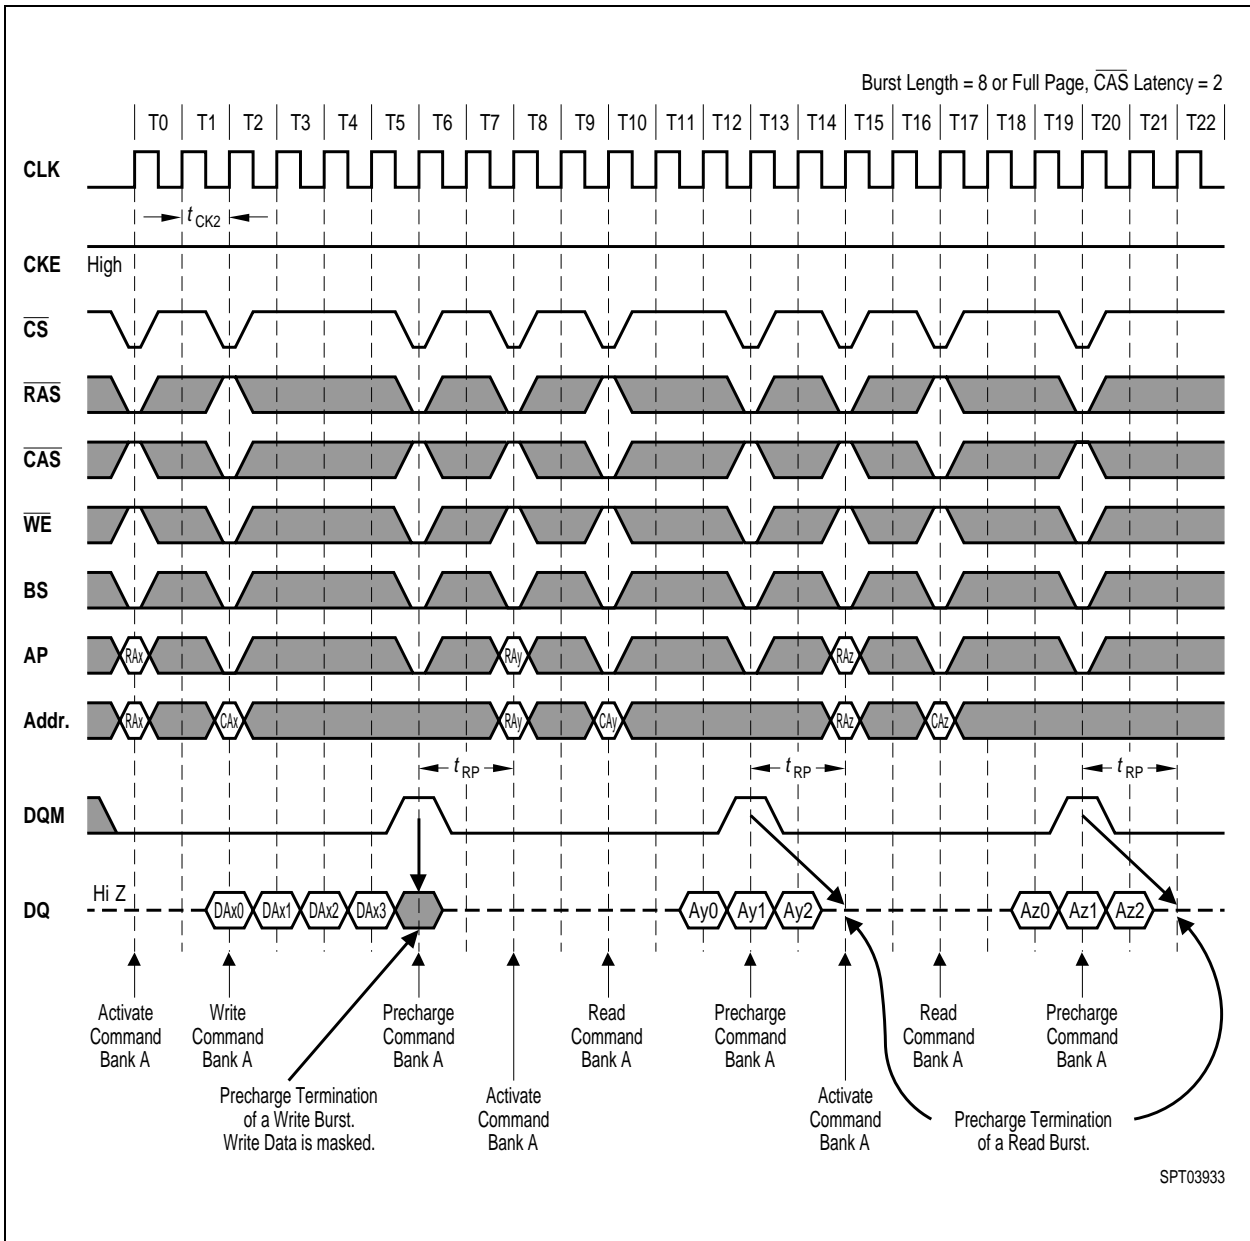 Burst Length = 8 or Full Page, CAS Latency = 2
T0 T1 T2 T3 T4 T5 T6 T7 T8 T9 T10 T11 T12 T13 T14 T15 T16 T17 T18 T19 T20 T21 T22
CLK
t CK2
CKE High
CS
RAS
CAS
WE
BS
AP RAx RAy RAz
Addr. RAx CAx RAy CAy RAz CAz
t RP t RP t RP
DQM
Hi Z
DQ DAx0 DAx1 DAx2 DAx3 Ay0 Ay1 Ay2 Az0 Az1 Az2
Activate
Command
Bank A
Write
Command
Bank A
Precharge
Command
Bank A
Read
Command
Bank A
Precharge
Command
Bank A
Read
Command
Bank A
Precharge
Command
Bank A
Precharge Termination
of a Write Burst.
Write Data is masked.
Activate
Command
Bank A
Activate
Command
Bank A
Precharge Termination
of a Read Burst.
SPT03933